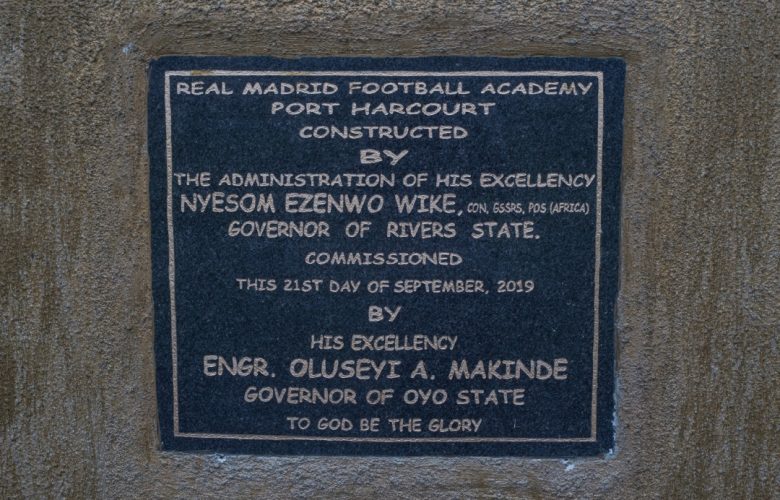 REAL MADRID FOOTBALL ACADEMY
PORT HARCOURT
CONSTRUCTED
BY
THE ADMINISTRATION OF HIS EXCELLENCY
NYESOM EZENWO WIKE, CON, GSSRS, POS (AFRICA)
GOVERNOR OF RIVERS STATE.
COMMISSIONED
THIS 21ST DAY OF SEPTEMBER, 2019
BY
HIS EXCELLENCY
ENGR. OLUSEYI A. MAKINDE
GOVERNOR OF OYO STATE
TO GOD BE THE GLORY